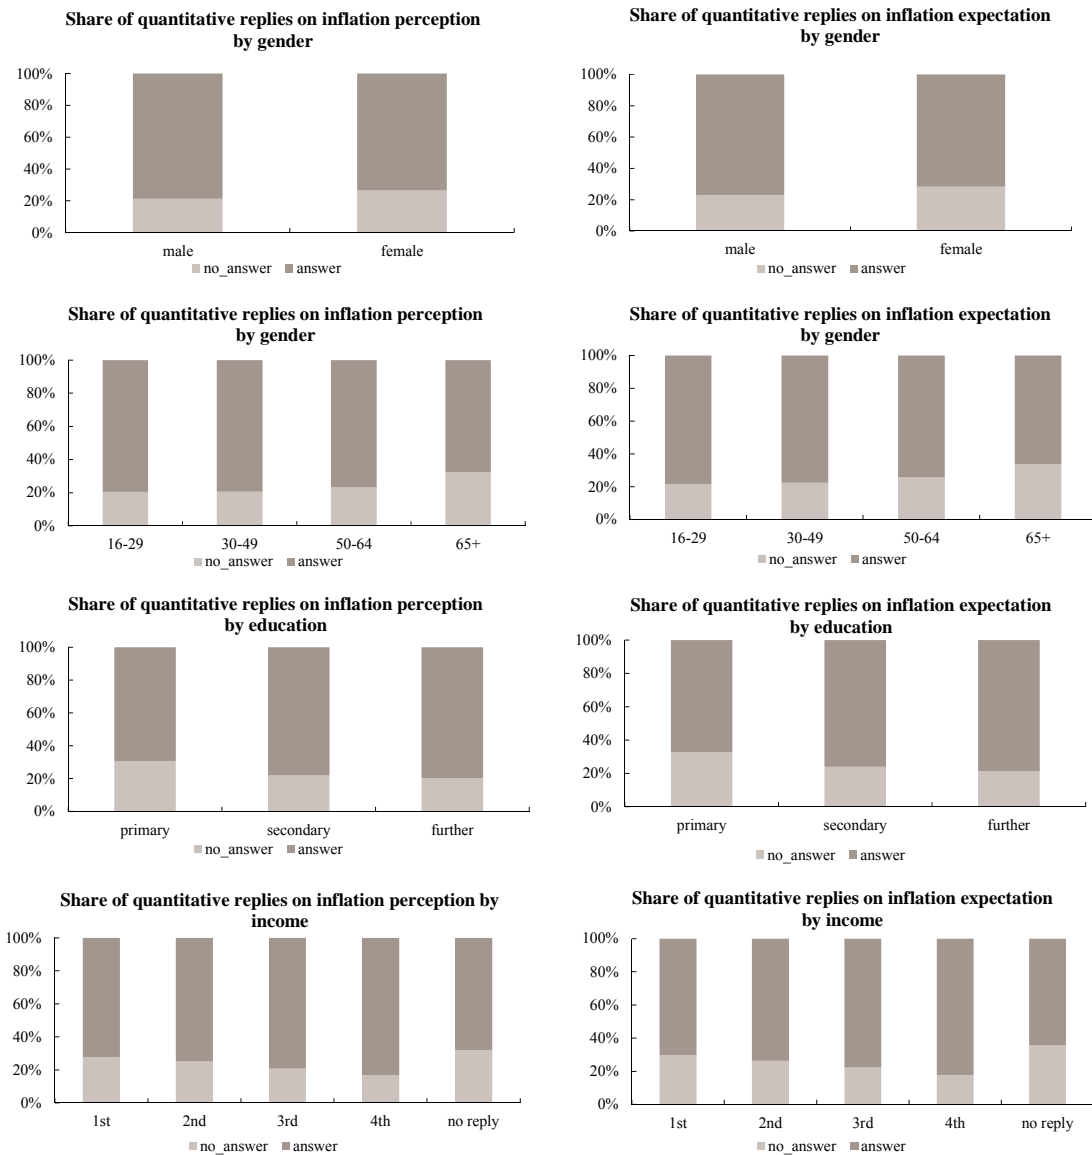 Share of quantitative replies on inflation perception
by gender
100%
80%
60%
40%
20%
0%
male female
no_answer answer
Share of quantitative replies on inflation expectation
by gender
100%
80%
60%
40%
20%
0%
male female
no_answer answer
Share of quantitative replies on inflation perception
by gender
100%
80%
60%
40%
20%
0%
16-29 30-49 50-64 65+
no_answer answer
Share of quantitative replies on inflation expectation
by gender
100%
80%
60%
40%
20%
0%
16-29 30-49 50-64 65+
no_answer answer
Share of quantitative replies on inflation perception
by education
100%
80%
60%
40%
20%
0%
primary secondary further
no_answer answer
Share of quantitative replies on inflation expectation
by education
100%
80%
60%
40%
20%
0%
primary secondary further
no_answer answer
Share of quantitative replies on inflation perception by
income
100%
80%
60%
40%
20%
0%
1st 2nd 3rd 4th no reply
no_answer answer
Share of quantitative replies on inflation expectation
by income
100%
80%
60%
40%
20%
0%
1st 2nd 3rd 4th no reply
no_answer answer